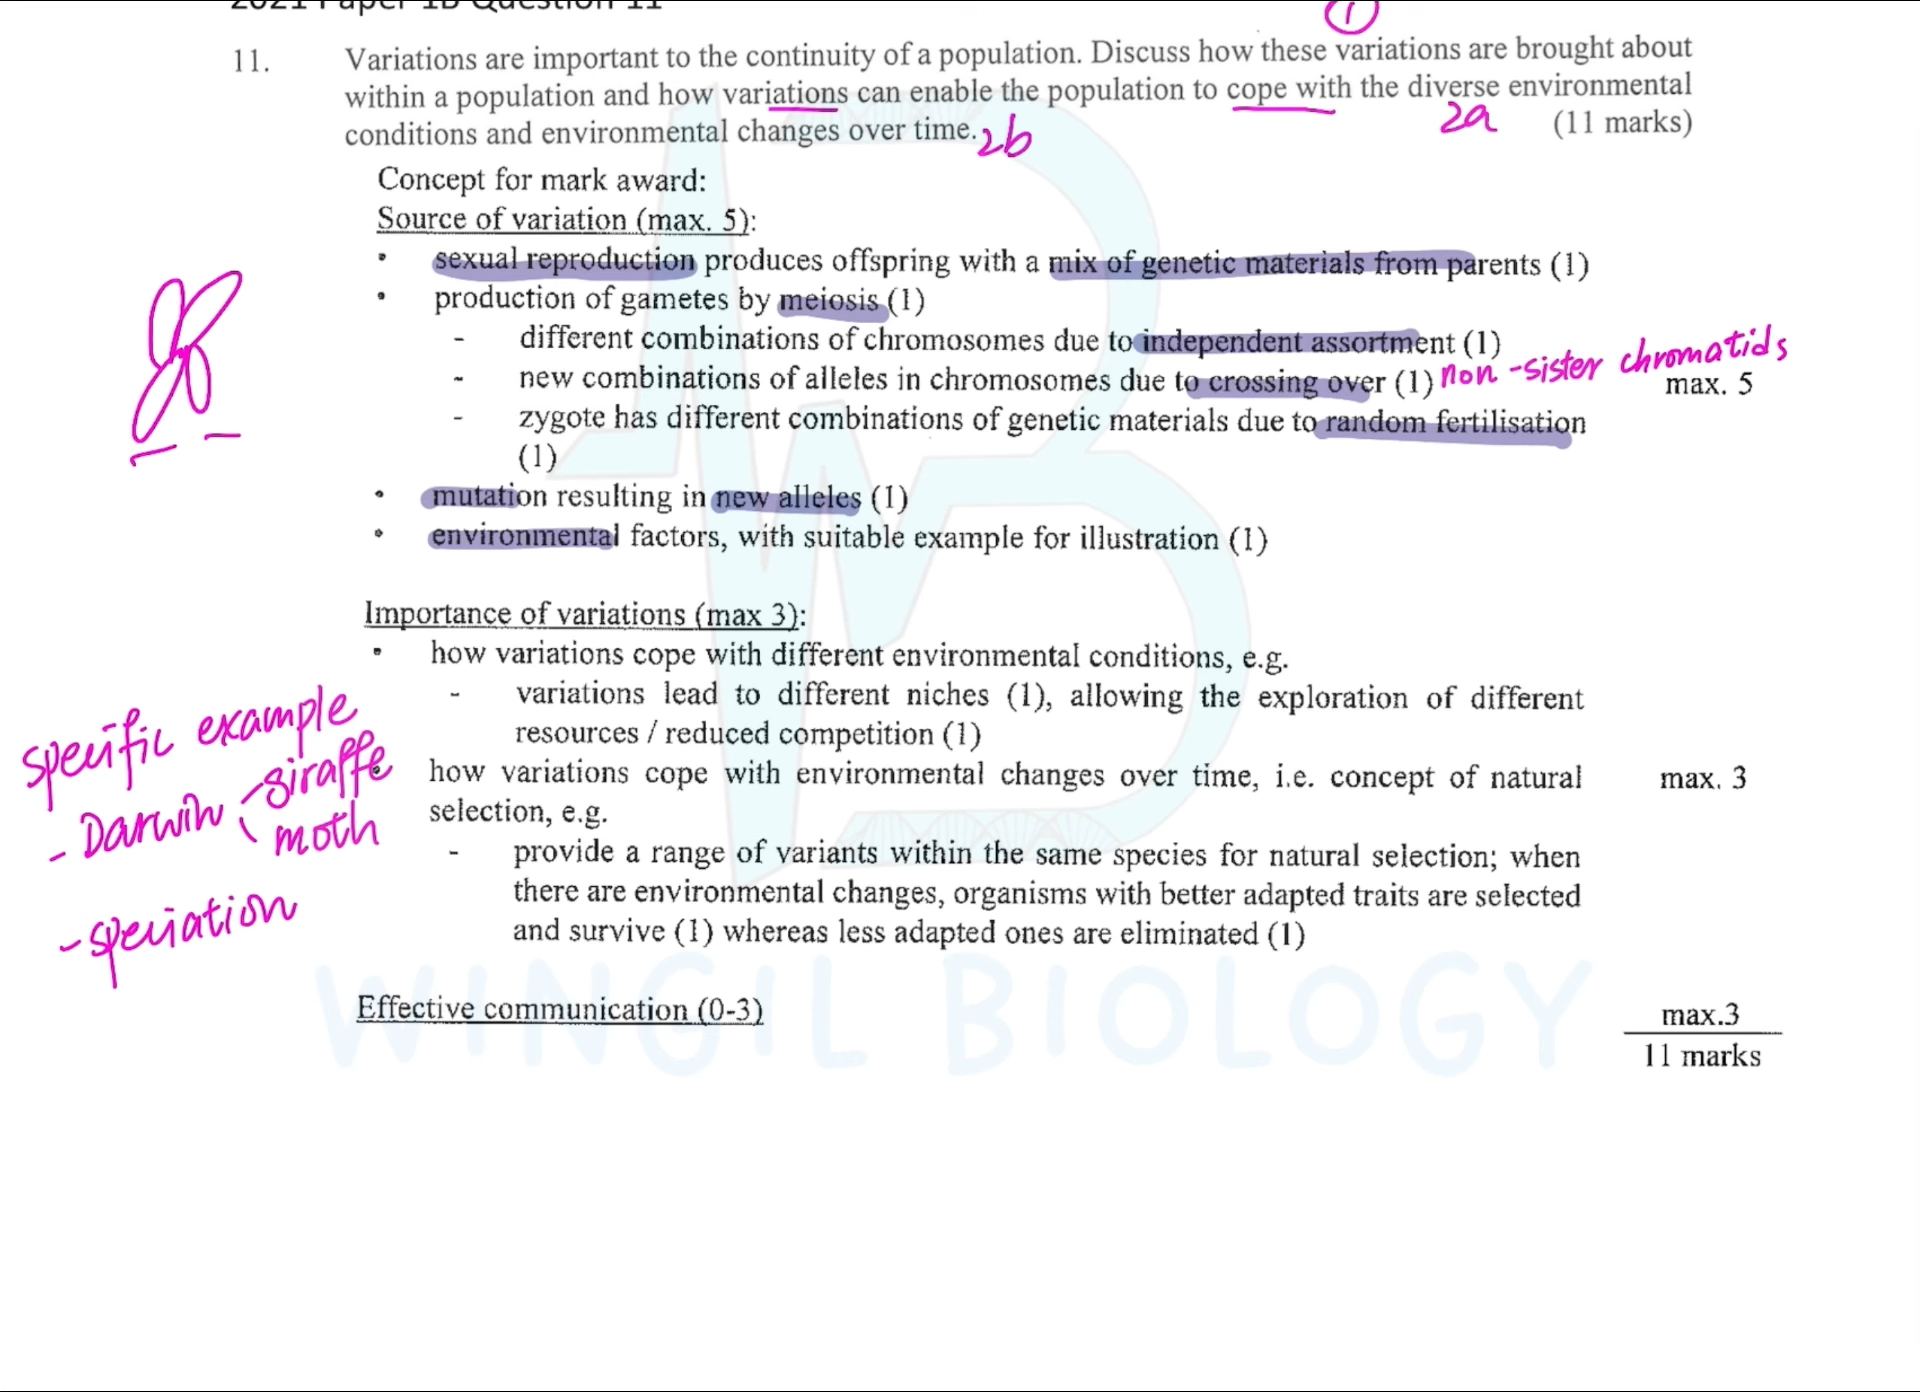 2021 Paper 1B Question 11
①
11. Variations are important to the continuity of a population. Discuss how these variations are brought about
within a population and how variations can enable the population to cope with the diverse environmental
2a
conditions and environmental changes over time. 2b (11 marks)
Concept for mark award:
Source of variation (max. 5):
• sexual reproduction produces offspring with a mix of genetic materials from parents (1)
• production of gametes by meiosis (1)
- different combinations of chromosomes due to independent assortment (1)
- new combinations of alleles in chromosomes due to crossing over (1) non-sister chromatids
max. 5
- zygote has different combinations of genetic materials due to random fertilisation
(1)
• mutation resulting in new alleles (1)
• environmental factors, with suitable example for illustration (1)
Importance of variations (max 3):
• how variations cope with different environmental conditions, e.g.
- variations lead to different niches (1), allowing the exploration of different
resources / reduced competition (1)
specific example
- Darwin - giraffe
moth
- speciation
• how variations cope with environmental changes over time, i.e. concept of natural max. 3
selection, e.g.
- provide a range of variants within the same species for natural selection; when
there are environmental changes, organisms with better adapted traits are selected
and survive (1) whereas less adapted ones are eliminated (1)
WINGIL BIOLOGY
Effective communication (0-3) max.3
11 marks